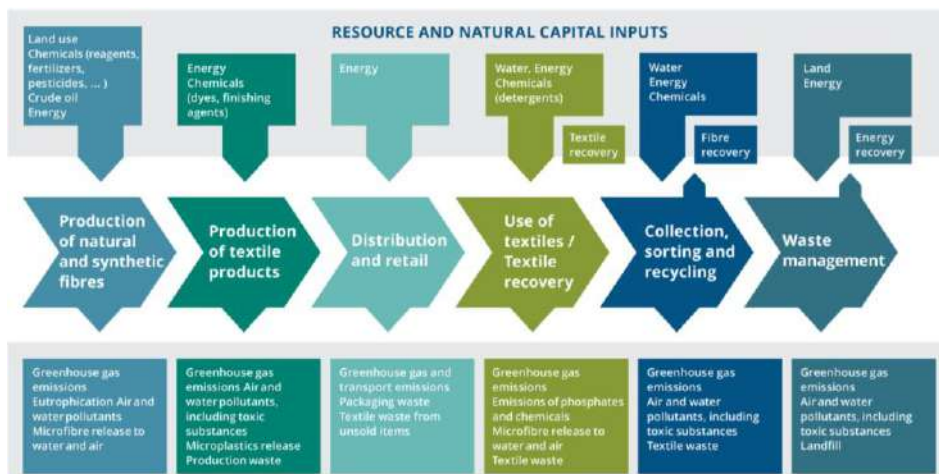 RESOURCE AND NATURAL CAPITAL INPUTS
Land use
Chemicals (reagents,
fertilizers,
pesticides, ... )
Crude oil
Energy
Energy
Chemicals
(dyes, finishing
agents)
Energy
Water, Energy
Chemicals
(detergents)
Textile
recovery
Water
Energy
Chemicals
Fibre
recovery
Land
Energy
Energy
recovery
Production
of natural
and synthetic
fibres
Production
of textile
products
Distribution
and retail
Use of
textiles /
Textile
recovery
Collection,
sorting and
recycling
Waste
management
Greenhouse gas
emissions
Eutrophication Air and
water pollutants
Microfibre release to
water and air
Greenhouse gas
emissions Air and
water pollutants,
including toxic
substances
Microplastics release
Production waste
Greenhouse gas and
transport emissions
Packaging waste
Textile waste from
unsold items
Greenhouse gas
emissions
Emissions of phosphates
and chemicals
Microfibre release to
water and air
Textile waste
Greenhouse gas
emissions
Air and water
pollutants, including
toxic substances
Textile waste
Greenhouse gas
emissions
Air and water
pollutants, including
toxic substances
Landfill